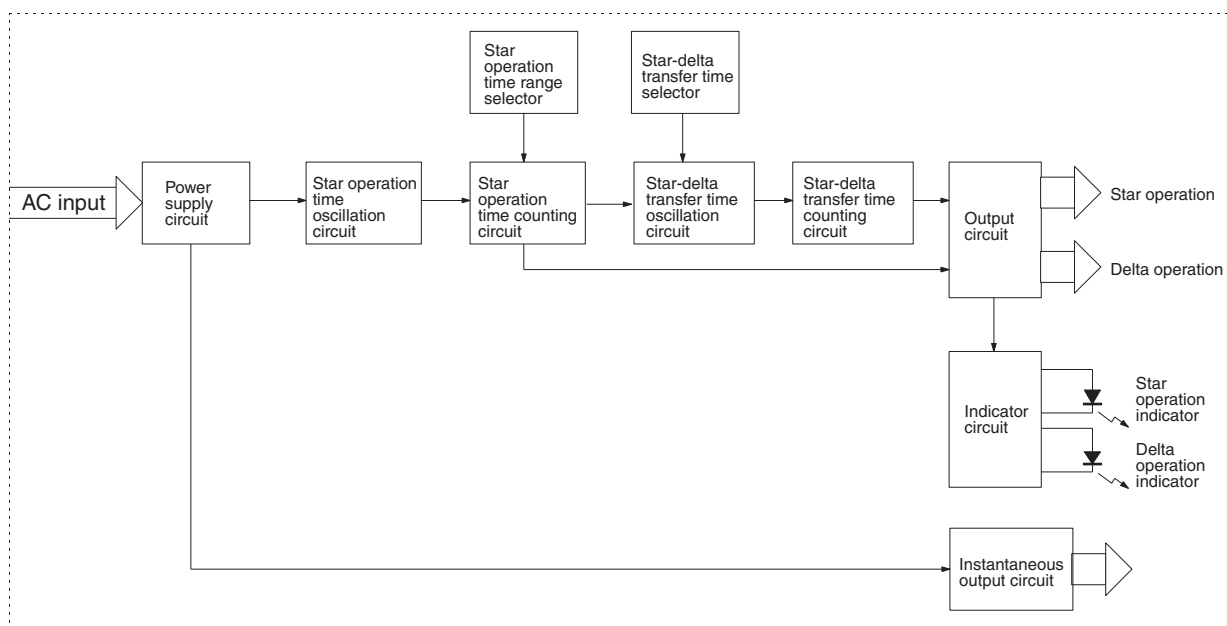 Star
operation
time range
selector
Star-delta
transfer time
selector
AC input
Power
supply
circuit
Star operation
time
oscillation
circuit
Star
operation
time counting
circuit
Star-delta
transfer time
oscillation
circuit
Star-delta
transfer time
counting
circuit
Output
circuit
Star operation
Delta operation
Indicator
circuit
Star
operation
indicator
Delta
operation
indicator
Instantaneous
output circuit